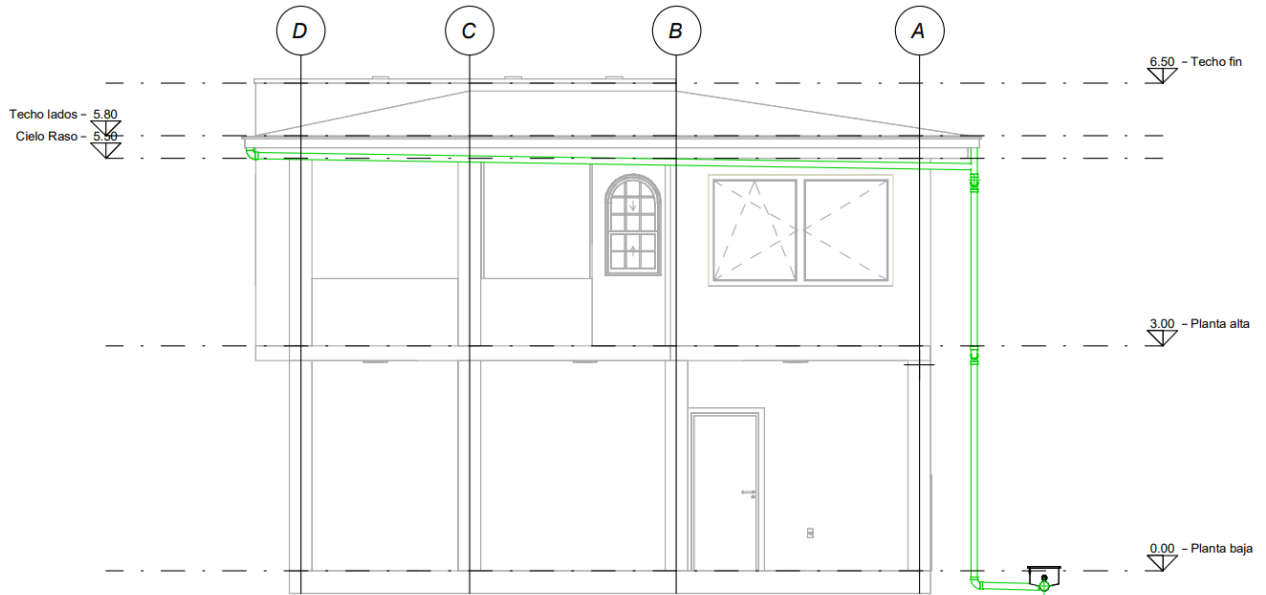 D C B A
6.50 – Techo fin
Techo lados – 5.80
Cielo Raso – 5.50
3.00 – Planta alta
0.00 – Planta baja